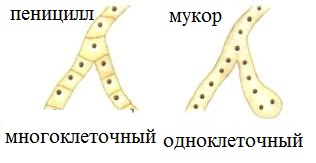 пеницилл мукор
многоклеточный одноклеточный